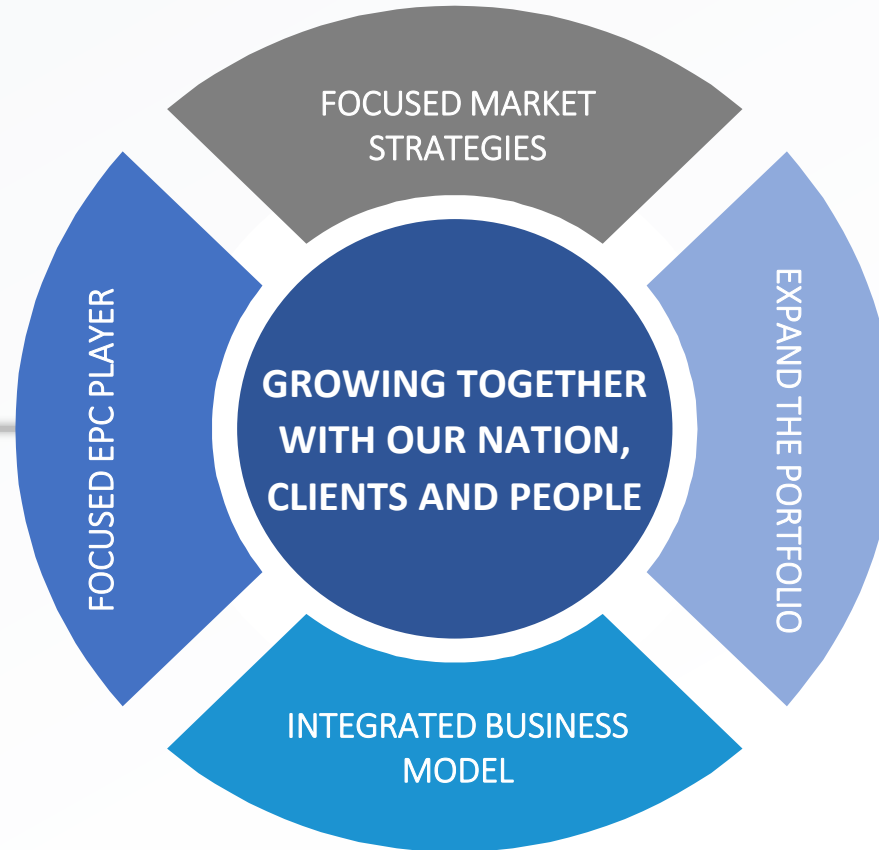 FOCUSED MARKET
STRATEGIES
FOCUSED EPC PLAYER
GROWING TOGETHER
WITH OUR NATION,
CLIENTS AND PEOPLE
EXPAND THE PORTFOLIO
INTEGRATED BUSINESS
MODEL